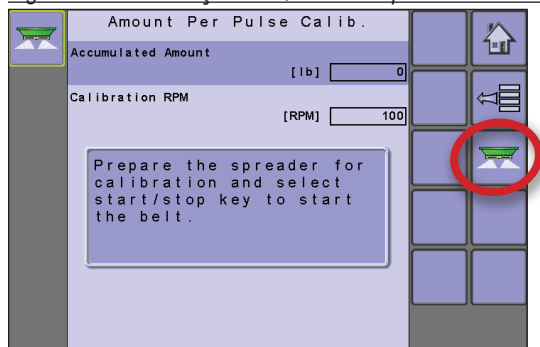 Amount Per Pulse Calib.
Accumulated Amount
[lb] 0
Calibration RPM
[RPM] 100
Prepare the spreader for
calibration and select
start/stop key to start
the belt.